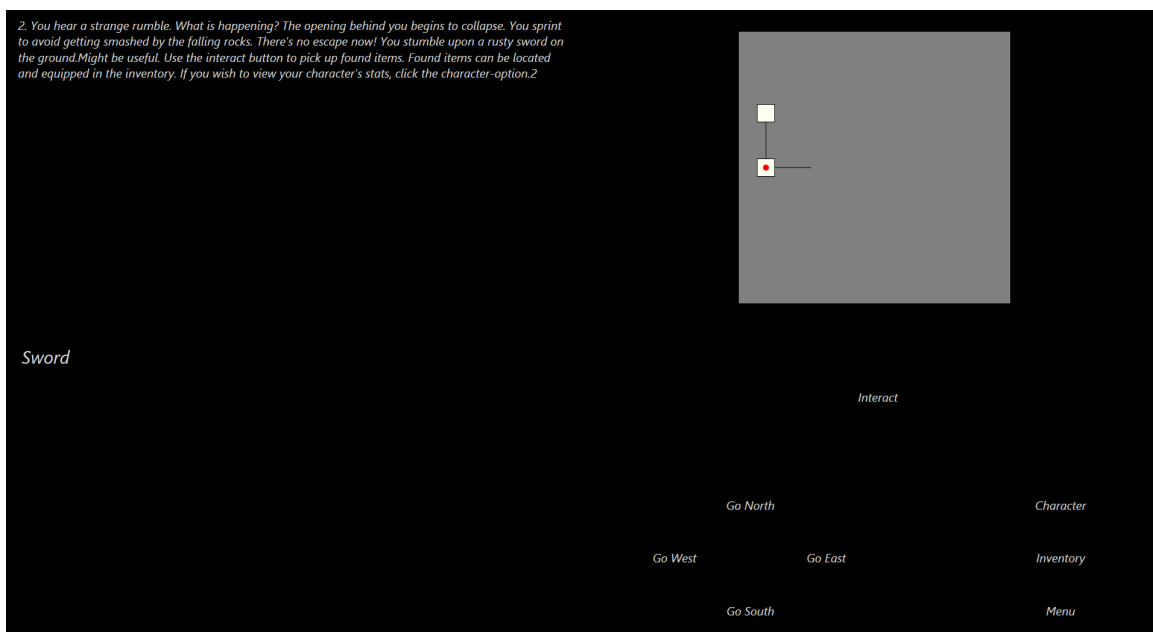 2. You hear a strange rumble. What is happening? The opening behind you begins to collapse. You sprint
to avoid getting smashed by the falling rocks. There's no escape now! You stumble upon a rusty sword on
the ground.Might be useful. Use the interact button to pick up found items. Found items can be located
and equipped in the inventory. If you wish to view your character's stats, click the character-option.2
Sword
Interact
Go North
Character
Go West
Go East
Inventory
Go South
Menu